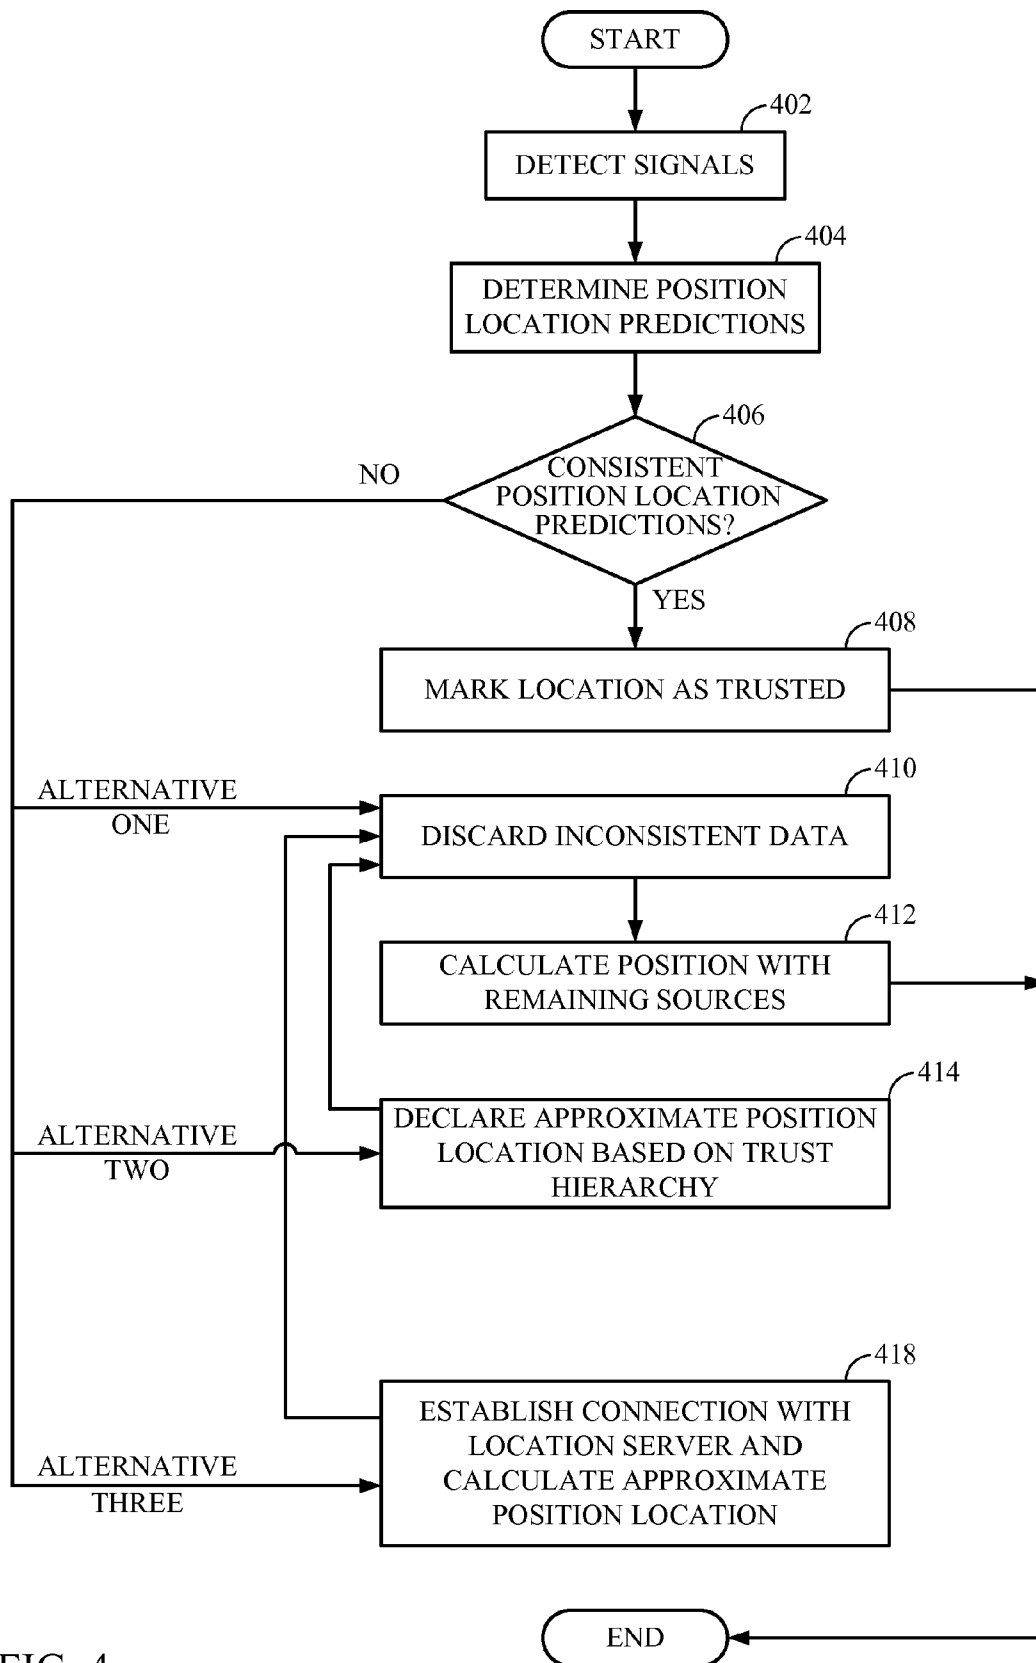 START
402
DETECT SIGNALS
404
DETERMINE POSITION
LOCATION PREDICTIONS
406
CONSISTENT
POSITION LOCATION
PREDICTIONS?
NO
YES
408
MARK LOCATION AS TRUSTED
410
ALTERNATIVE
ONE
DISCARD INCONSISTENT DATA
412
CALCULATE POSITION WITH
REMAINING SOURCES
414
DECLARE APPROXIMATE POSITION
LOCATION BASED ON TRUST
HIERARCHY
ALTERNATIVE
TWO
418
ESTABLISH CONNECTION WITH
LOCATION SERVER AND
CALCULATE APPROXIMATE
POSITION LOCATION
ALTERNATIVE
THREE
END
FIG. 4